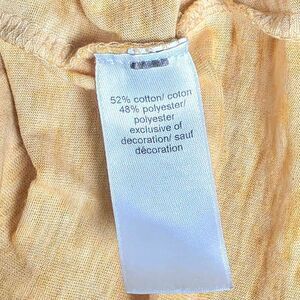 52% cotton/ coton
48% polyester/
polyester
exclusive of
decoration/ sauf
décoration